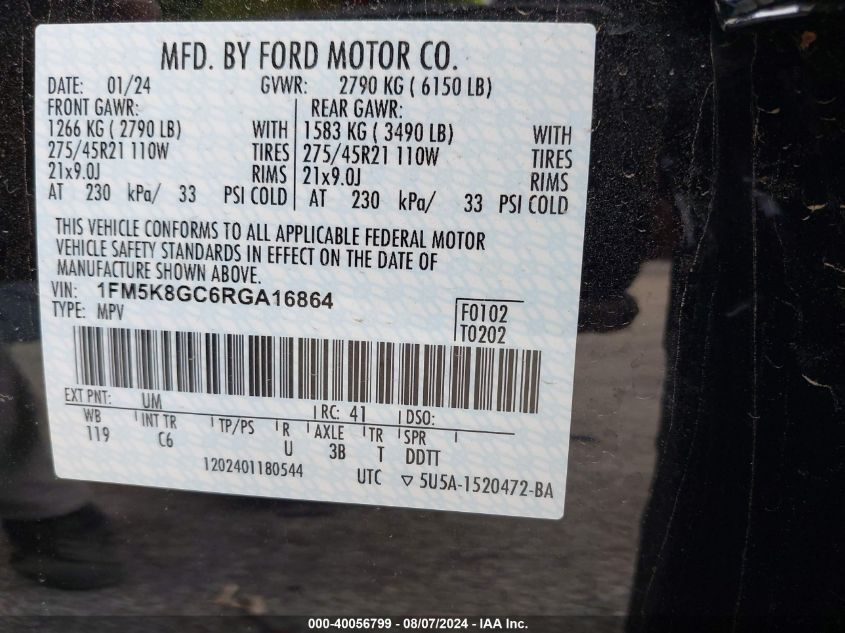 MFD. BY FORD MOTOR CO.
DATE: 01/24 GVWR: 2790 KG ( 6150 LB)
FRONT GAWR: REAR GAWR:
1266 KG ( 2790 LB) WITH 1583 KG ( 3490 LB) WITH
275/45R21 110W TIRES 275/45R21 110W TIRES
21x9.0J RIMS 21x9.0J RIMS
AT 230 kPa/ 33 PSI COLD AT 230 kPa/ 33 PSI COLD
THIS VEHICLE CONFORMS TO ALL APPLICABLE FEDERAL MOTOR
VEHICLE SAFETY STANDARDS IN EFFECT ON THE DATE OF
MANUFACTURE SHOWN ABOVE.
VIN: 1FM5K8GC6RGA16864
TYPE: MPV F0102
T0202
EXT PNT: UM RC: 41 DSO:
WB INT TR TP/PS R AXLE TR SPR
119 C6 U 3B T DDTT
1202401180544 UTC ▽ 5U5A-1520472-BA
000-40056799 - 08/07/2024 - IAA Inc.